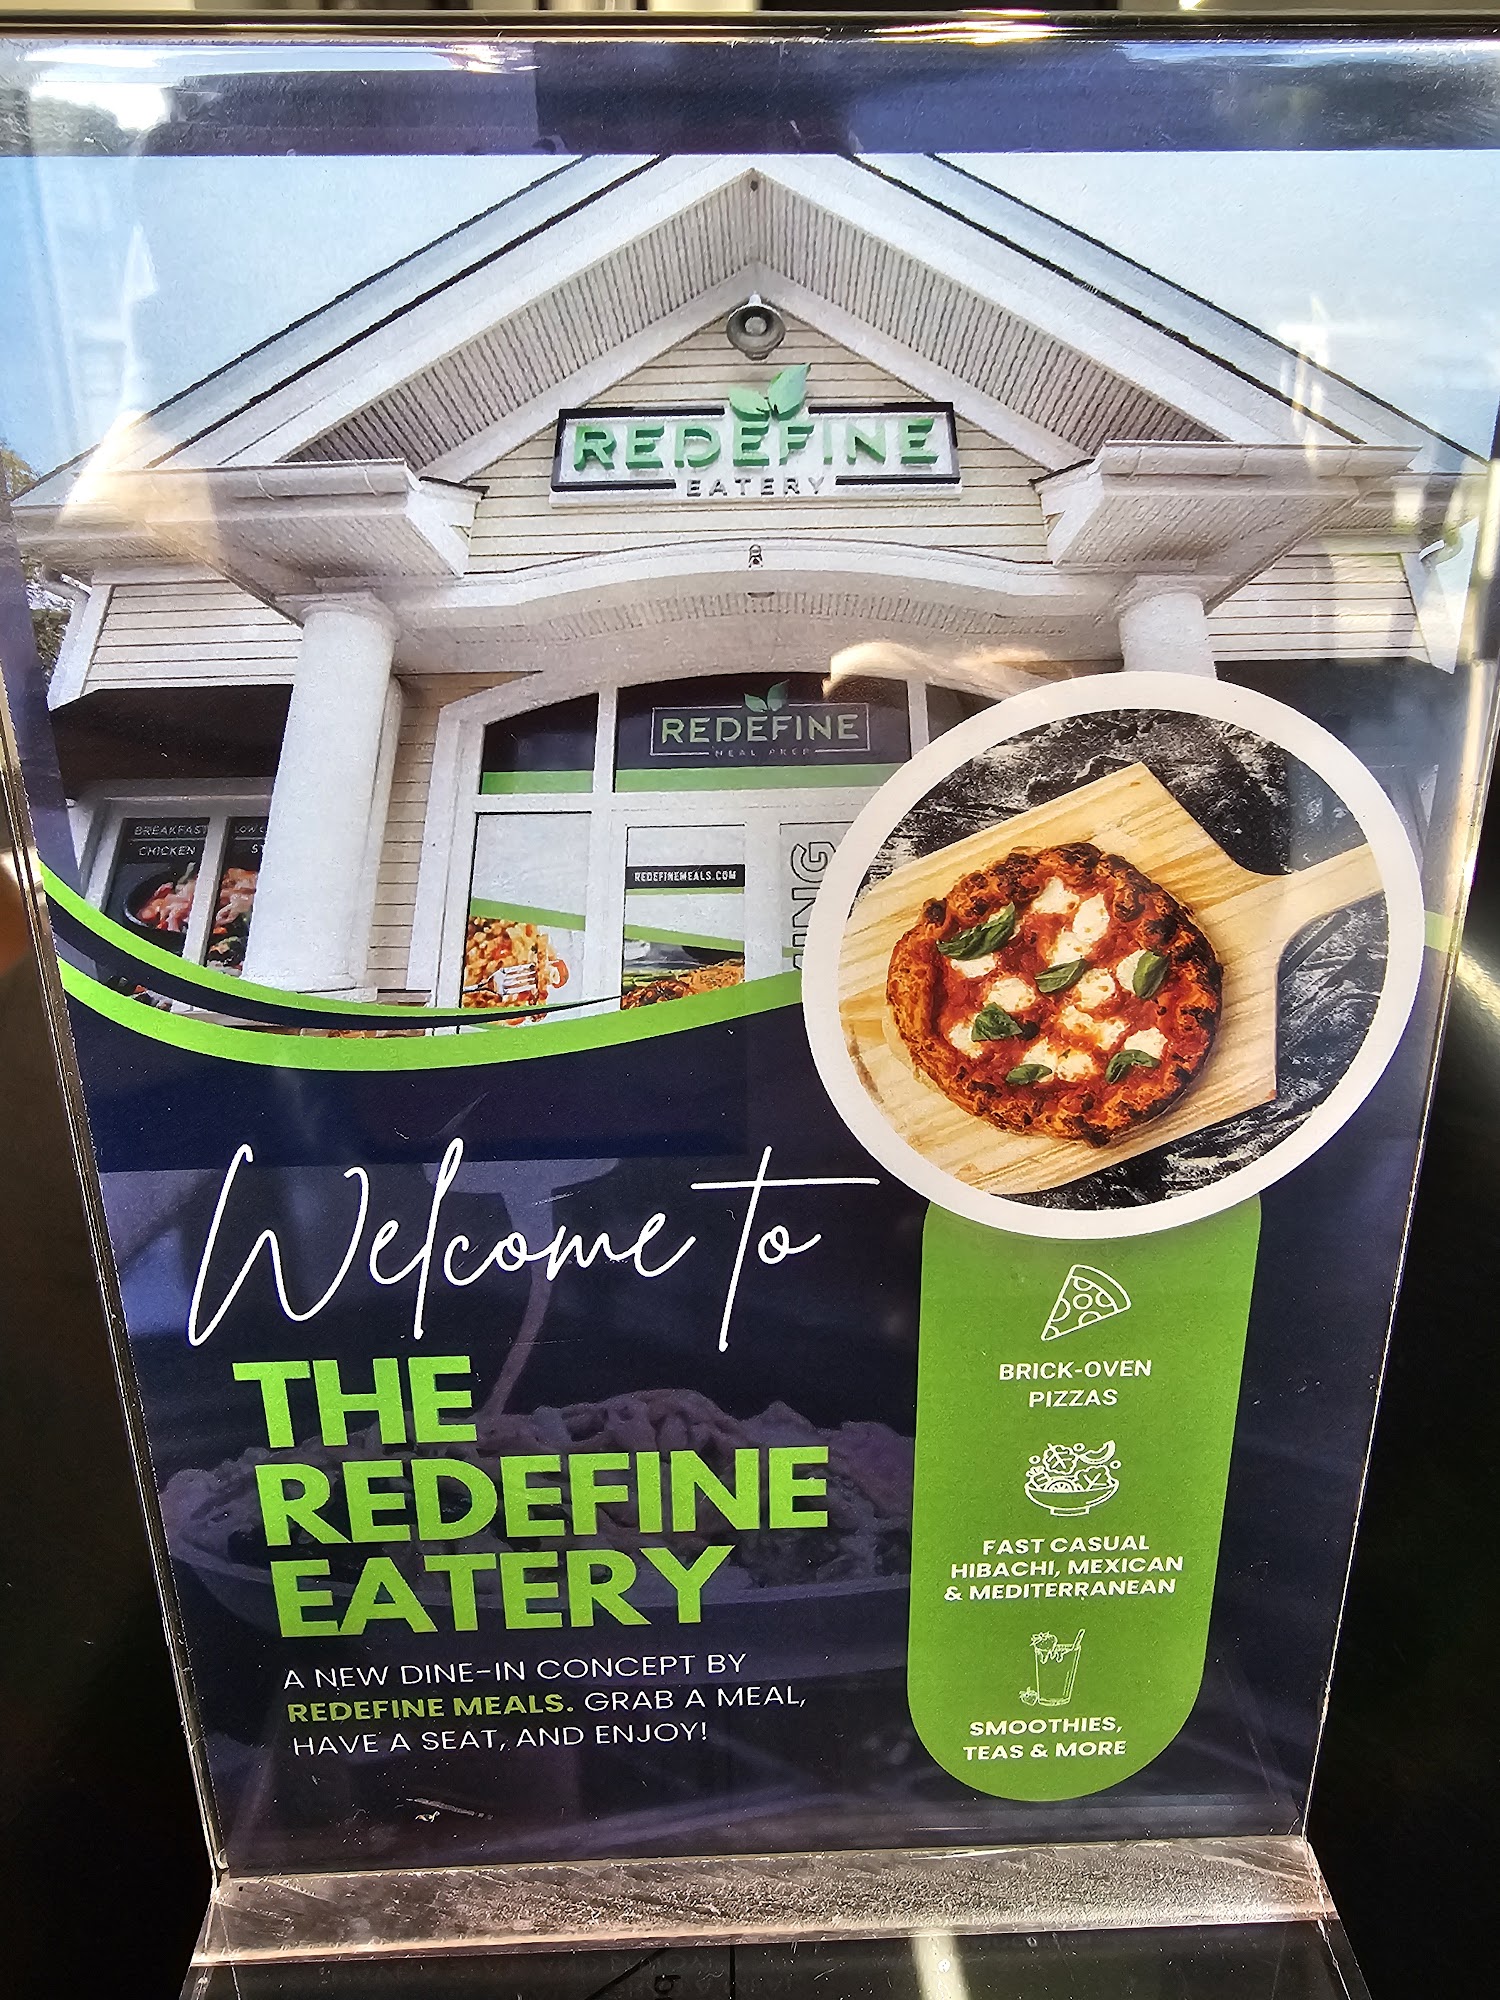 REDEFINE
EATERY
REDEFINE
MEAL PREP
BREAKFAST
CHICKEN
REDEFINEMEALS.COM
Welcome to
THE
REDEFINE
EATERY
A NEW DINE-IN CONCEPT BY
REDEFINE MEALS. GRAB A MEAL,
HAVE A SEAT, AND ENJOY!
BRICK-OVEN
PIZZAS
FAST CASUAL
HIBACHI, MEXICAN
& MEDITERRANEAN
SMOOTHIES,
TEAS & MORE